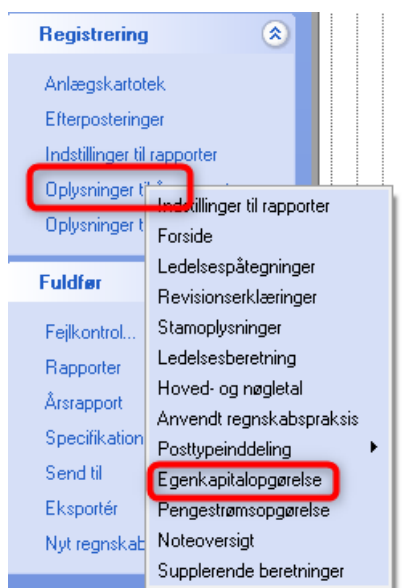 Registrering
Anlægskartotek
Efterposteringer
Indstillinger til rapporter
Oplysninger til
Oplysninger t
Indstillinger til rapporter
Forside
Ledelsespåtegninger
Revisionserklæringer
Stamoplysninger
Ledelsesberetning
Hoved- og nøgletal
Anvendt regnskabspraksis
Posttypeinddeling
Egenkapitalopgørelse
Pengestrømsopgørelse
Noteoversigt
Supplerende beretninger
Fuldfør
Fejlkontrol...
Rapporter
Årsrapport
Specifikation
Send til
Eksportér
Nyt regnskab